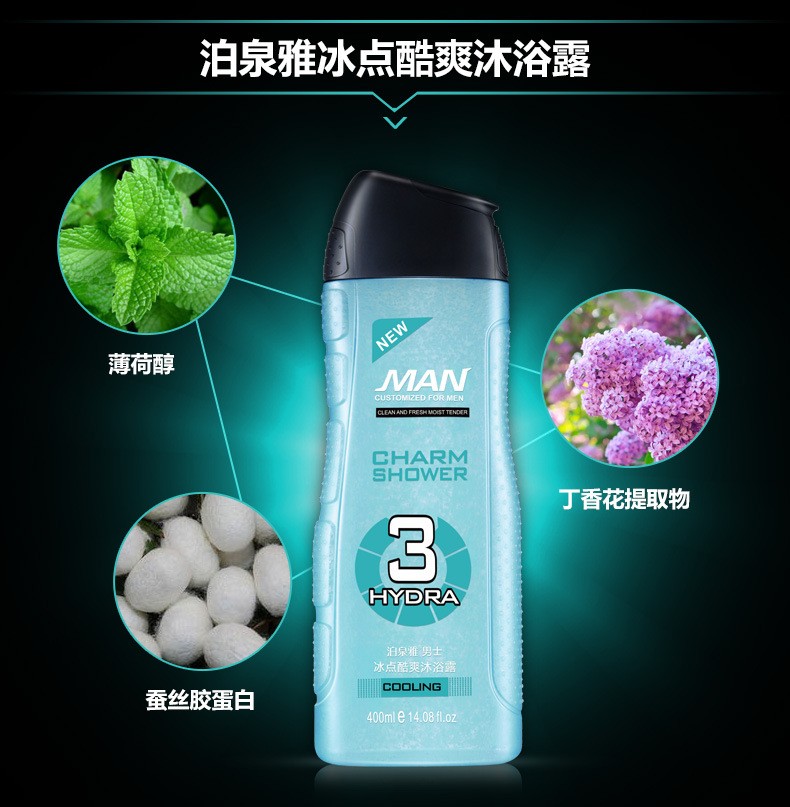 泊泉雅冰点酷爽沐浴露
薄荷醇
丁香花提取物
蚕丝胶蛋白
NEW
MAN
CUSTOMIZED FOR MEN
CLEAN AND FRESH MOIST TENDER
CHARM
SHOWER
3
HYDRA
泊泉雅 男士
冰点酷爽沐浴露
COOLING
400ml e 14.08 fl.oz